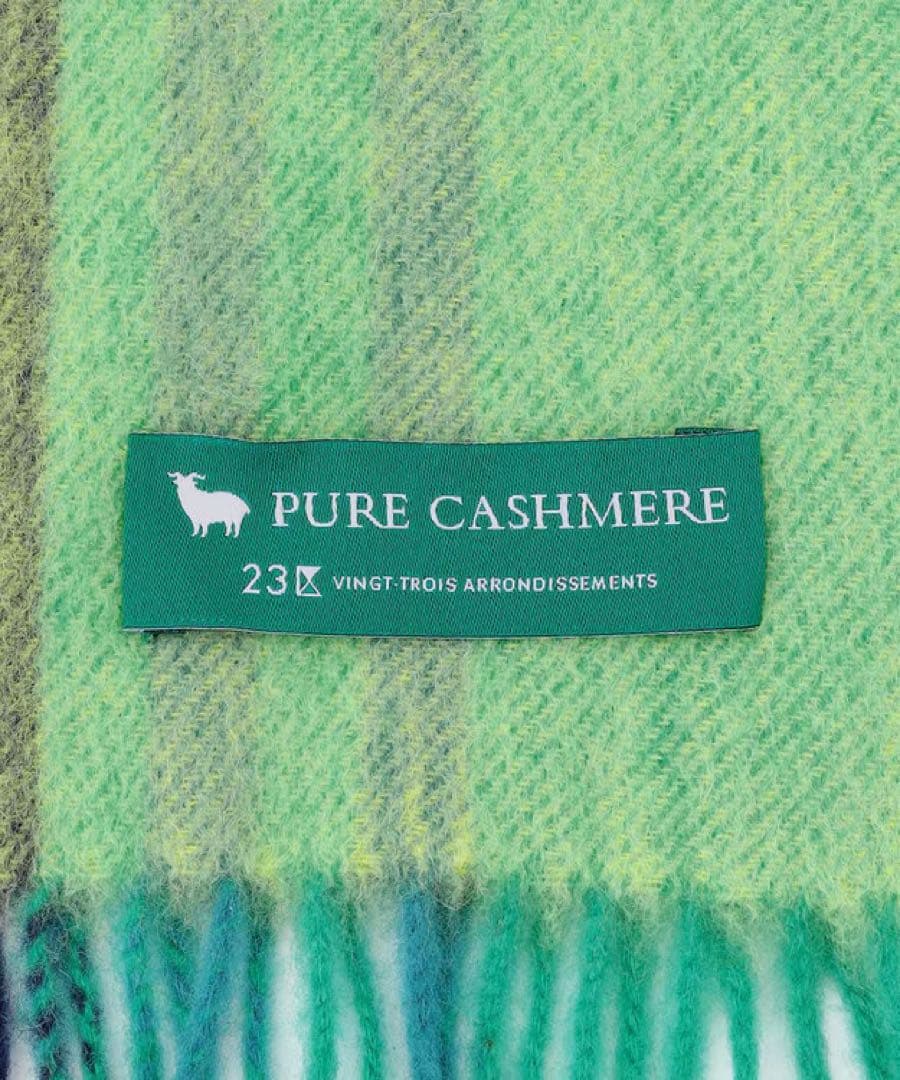 PURE CASHMERE
23 VINGT-TROIS ARRONDISSEMENTS